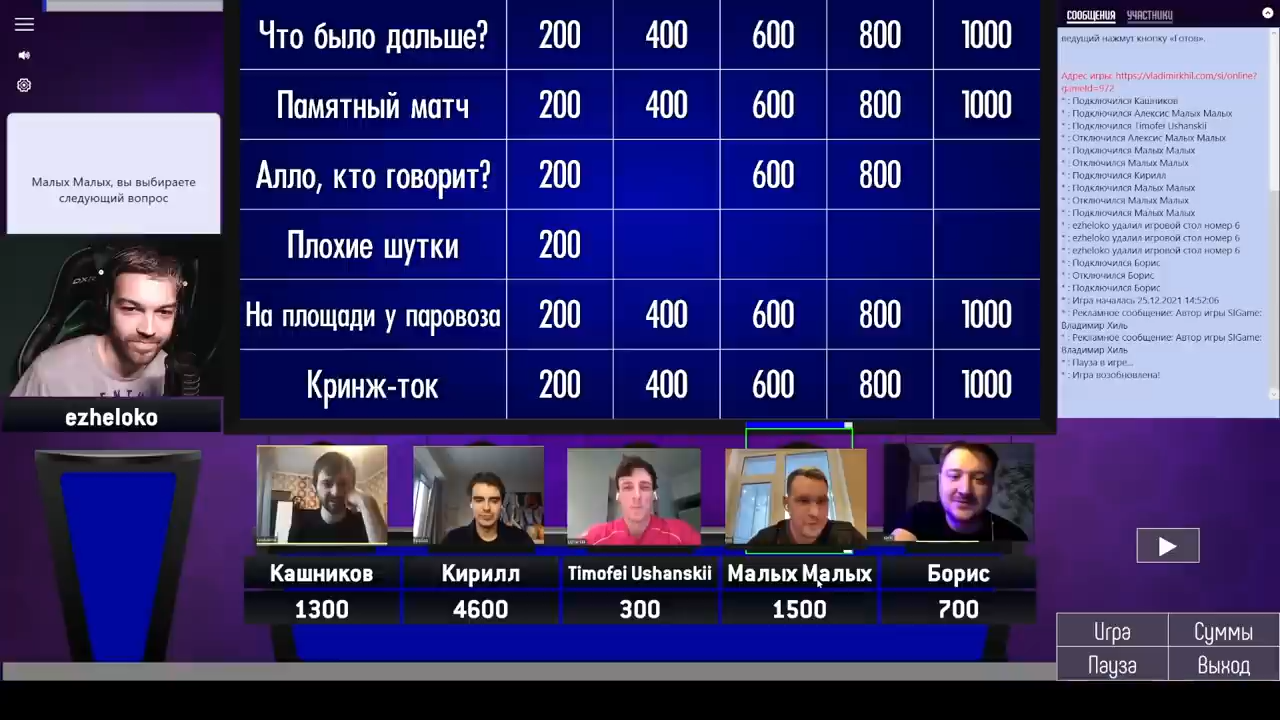 СООБЩЕНИЯ УЧАСТНИКИ
ведущий нажмут кнопку «Готов».
Адрес игры: https://vladimirkhil.com/si/online?
gameId=972
* : Подключился Кашников
* : Подключился Алексис Малых Малых
* : Подключился Timofei Ushanskii
* : Отключился Алексис Малых Малых
* : Подключился Малых Малых
* : Отключился Малых Малых
* : Подключился Кирилл
* : Подключился Малых Малых
* : Отключился Малых Малых
* : Подключился Малых Малых
* : ezheloko удалил игровой стол номер 6
* : ezheloko удалил игровой стол номер 6
* : ezheloko удалил игровой стол номер 6
* : Подключился Борис
* : Отключился Борис
* : Подключился Борис
* : Игра началась 25.12.2021 14:52:06
* : Рекламное сообщение: Автор игры SIGame:
Владимир Хиль
* : Рекламное сообщение: Автор игры SIGame:
Владимир Хиль
* : Пауза в игре...
* : Игра возобновлена!
Что было дальше? 200 400 600 800 1000
Памятный матч 200 400 600 800 1000
Алло, кто говорит? 200 600 800
Плохие шутки 200
На площади у паровоза 200 400 600 800 1000
Кринж-ток 200 400 600 800 1000
Малых Малых, вы выбираете
следующий вопрос
ezheloko
Кашников Кирилл Timofei Ushanskii Малых Малых Борис
1300 4600 300 1500 700
Игра Суммы
Пауза Выход